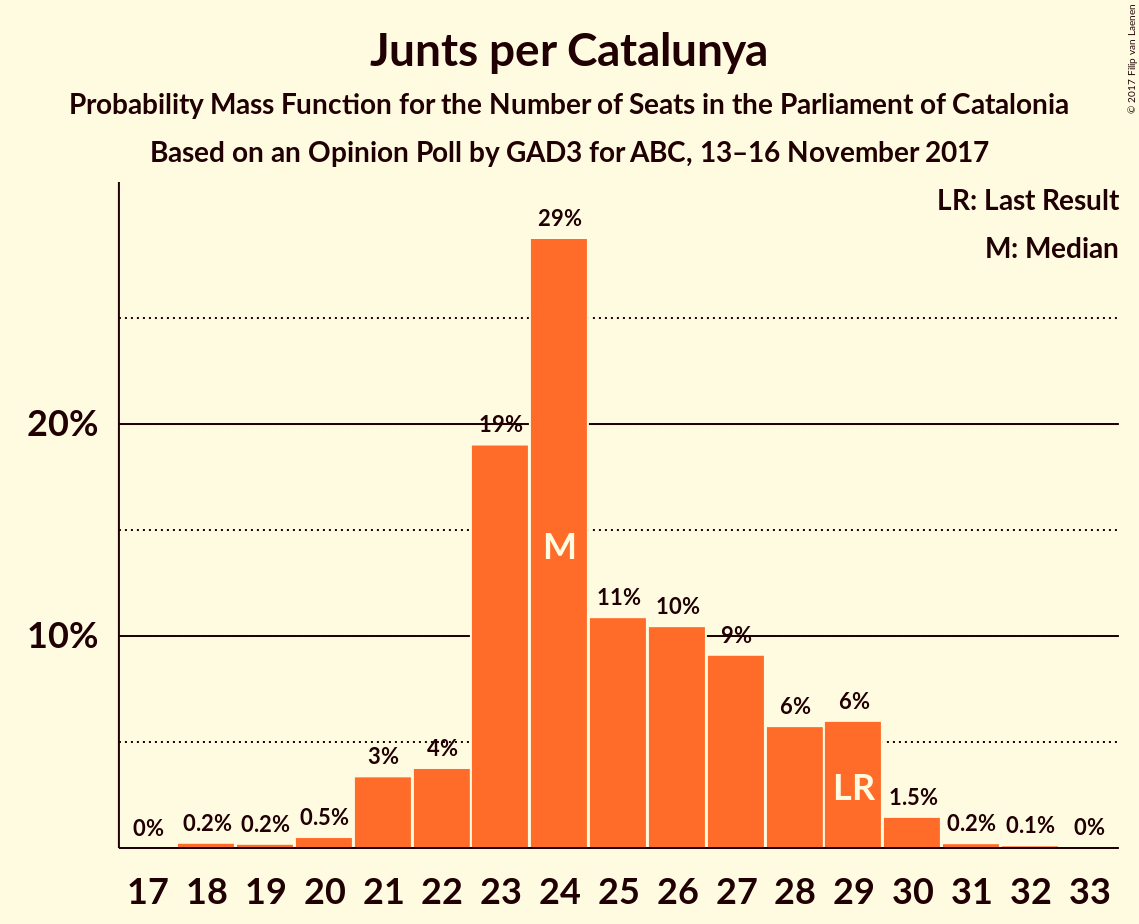 Junts per Catalunya
Probability Mass Function for the Number of Seats in the Parliament of Catalonia
Based on an Opinion Poll by GAD3 for ABC, 13–16 November 2017
© 2017 Filip van Laenen
LR: Last Result
M: Median
20%
10%
0%
0.2%
0.2%
0.5%
3%
4%
19%
29%
11%
10%
9%
6%
6%
1.5%
0.2%
0.1%
0%
M
LR
17 18 19 20 21 22 23 24 25 26 27 28 29 30 31 32 33